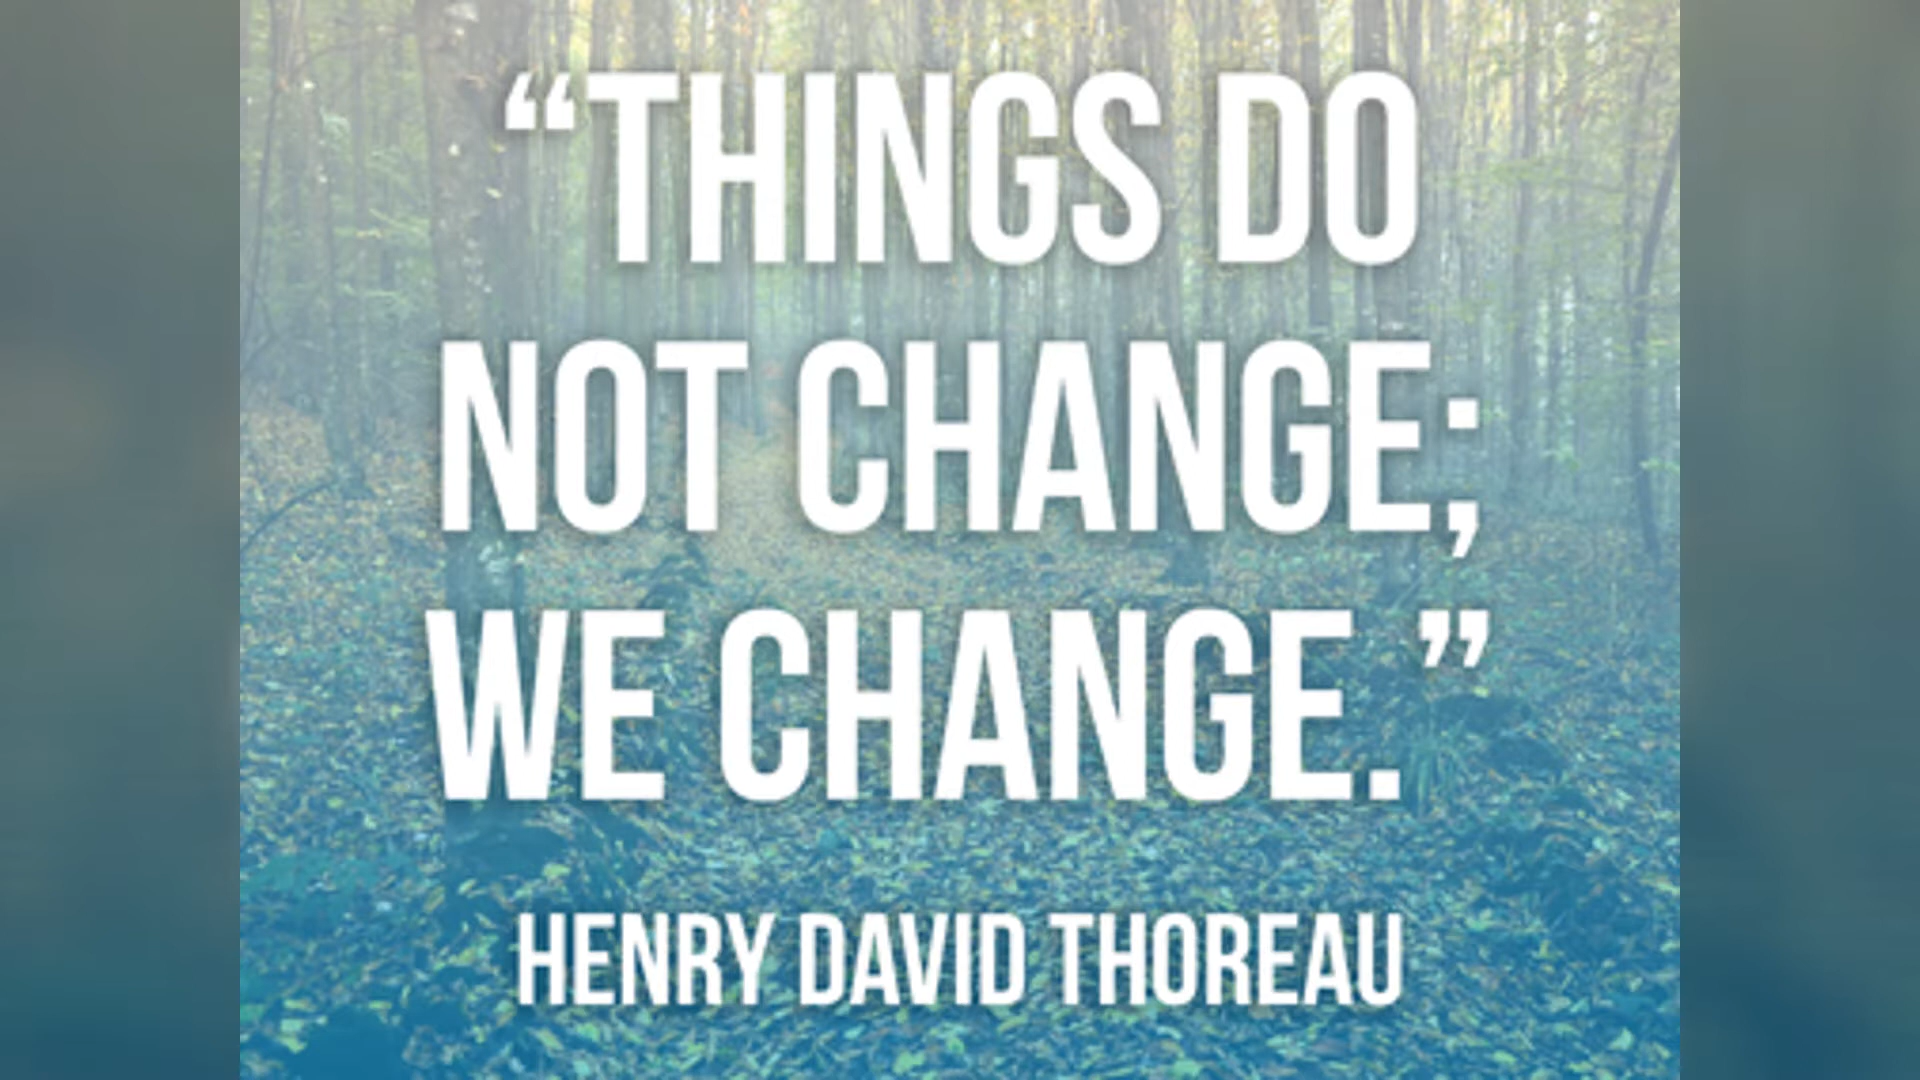 “THINGS DO
NOT CHANGE;
WE CHANGE.”
HENRY DAVID THOREAU